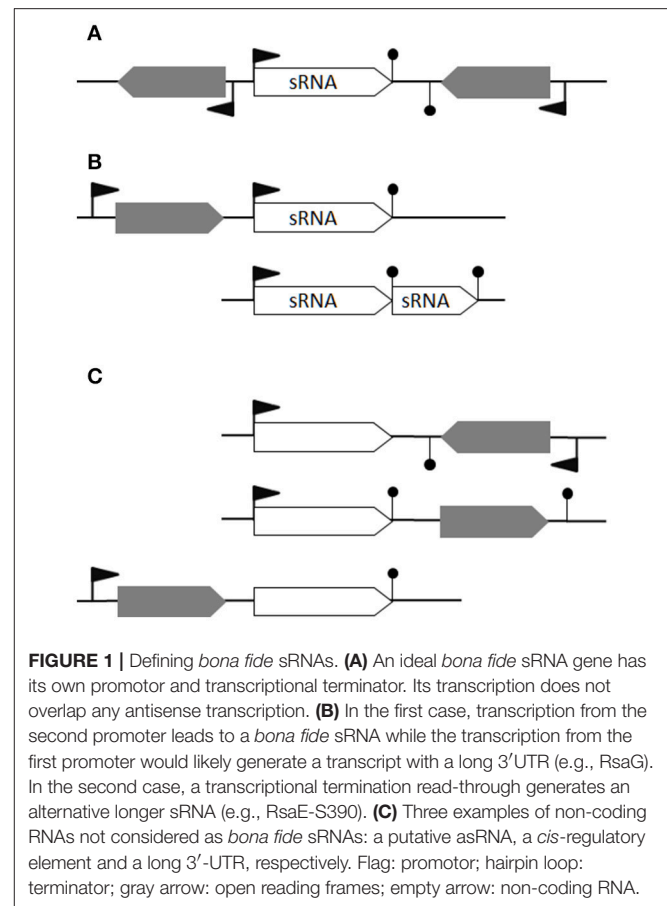 A
sRNA
B
sRNA
sRNA
sRNA
C
FIGURE 1 | Defining bona fide sRNAs. (A) An ideal bona fide sRNA gene has
its own promotor and transcriptional terminator. Its transcription does not
overlap any antisense transcription. (B) In the first case, transcription from the
second promoter leads to a bona fide sRNA while the transcription from the
first promoter would likely generate a transcript with a long 3′UTR (e.g., RsaG).
In the second case, a transcriptional termination read-through generates an
alternative longer sRNA (e.g., RsaE-S390). (C) Three examples of non-coding
RNAs not considered as bona fide sRNAs: a putative asRNA, a cis-regulatory
element and a long 3′-UTR, respectively. Flag: promotor; hairpin loop:
terminator; gray arrow: open reading frames; empty arrow: non-coding RNA.